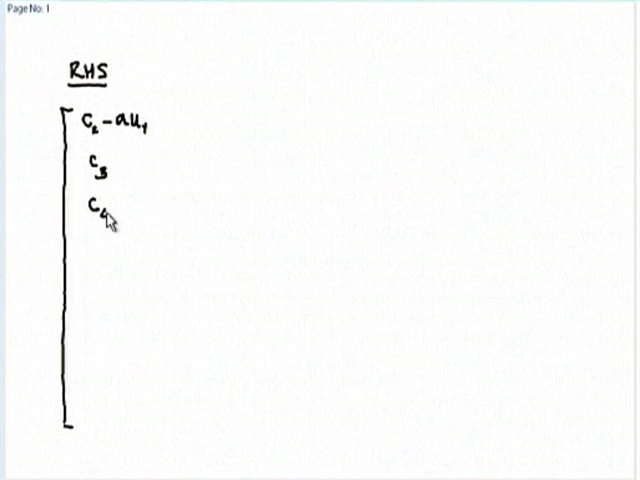 Page No: 1
RHS
c₂ - au₁
c₃
c₄